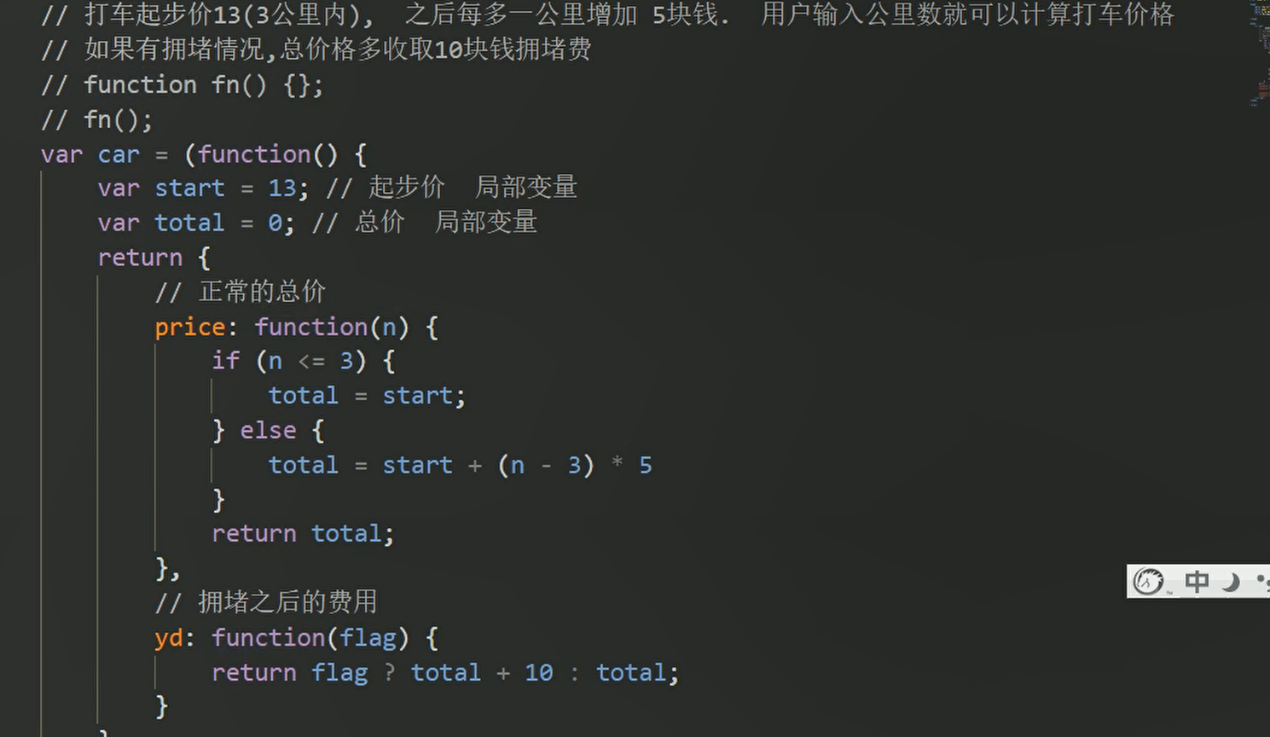 // 打车起步价13(3公里内),  之后每多一公里增加 5块钱.  用户输入公里数就可以计算打车价格
// 如果有拥堵情况,总价格多收取10块钱拥堵费
// function fn() {};
// fn();
var car = (function() {
    var start = 13; // 起步价  局部变量
    var total = 0; // 总价  局部变量
    return {
        // 正常的总价
        price: function(n) {
            if (n <= 3) {
                total = start;
            } else {
                total = start + (n - 3) * 5
            }
            return total;
        },
        // 拥堵之后的费用
        yd: function(flag) {
            return flag ? total + 10 : total;
        }
中